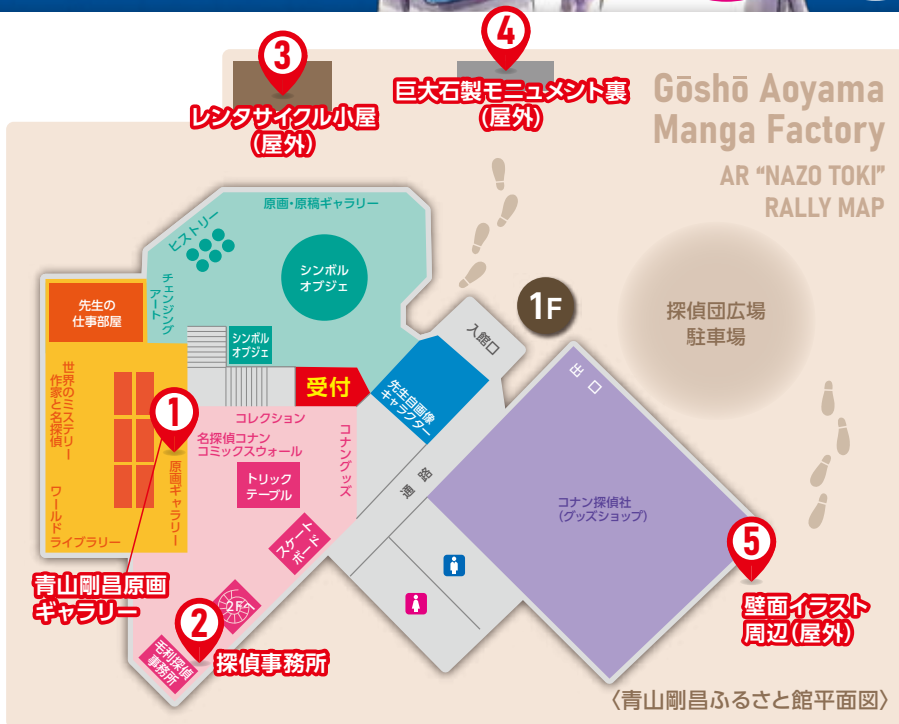 3
レンタサイクル小屋
(屋外)
4
巨大石製モニュメント裏
(屋外)
Gōshō Aoyama
Manga Factory
AR “NAZO TOKI”
RALLY MAP
原画・原稿ギャラリー
ヒストリー
シンボル
オブジェ
チェンジング
アート
先生の
仕事部屋
シンボル
オブジェ
1F
入館口
探偵団広場
駐車場
受付
先生自画像
キャラクター
出口
世界のミステリー
作家と名探偵
1
コレクション
名探偵コナン
コミックスウォール
コナングッズ
トリック
テーブル
原画ギャラリー
ワールド
ライブラリー
コナン探偵社
(グッズショップ)
スケートボード
5
壁面イラスト
周辺(屋外)
青山剛昌原画
ギャラリー
2Fへ
2
探偵事務所
毛利探偵
事務所
〈青山剛昌ふるさと館平面図〉